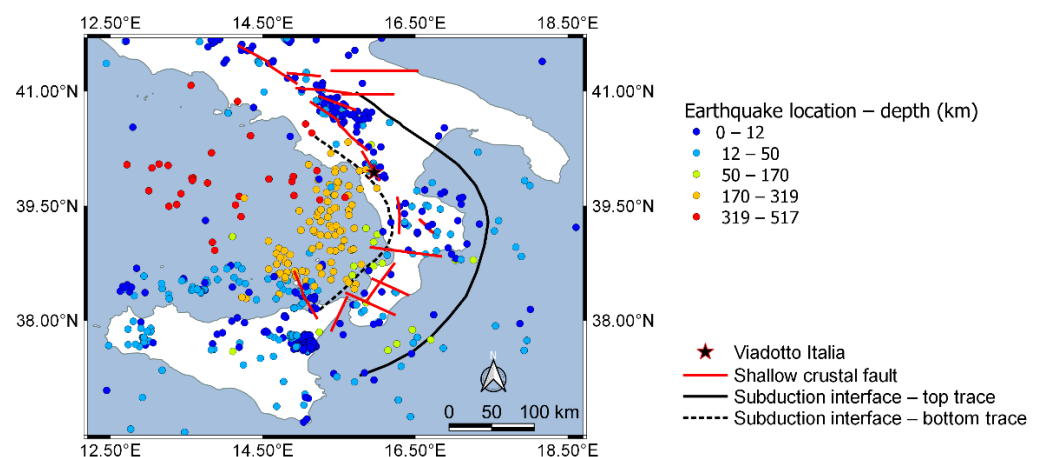 12.50°E 14.50°E 16.50°E 18.50°E
41.00°N 41.00°N
39.50°N 39.50°N
38.00°N 38.00°N
N
0 50 100 km
12.50°E 14.50°E 16.50°E 18.50°E
Earthquake location – depth (km)
0 – 12
12 – 50
50 – 170
170 – 319
319 – 517
Viadotto Italia
Shallow crustal fault
Subduction interface – top trace
Subduction interface – bottom trace